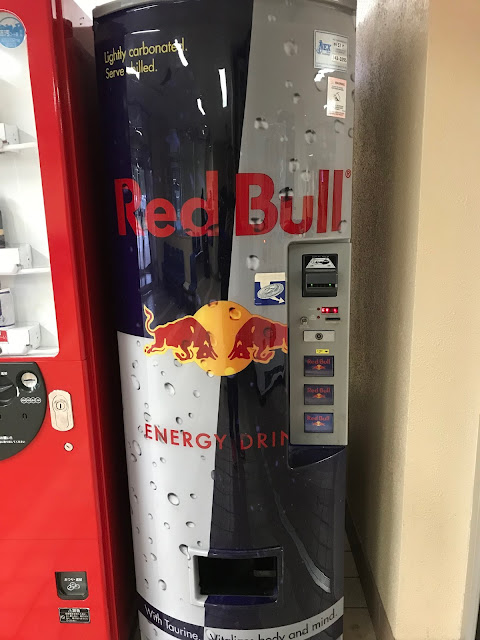 Lightly carbonated.
Serve chilled.
Red Bull®
ENERGY DRIN
Red Bull
Red Bull
Red Bull
With Taurine. Vitalizes body and mind.